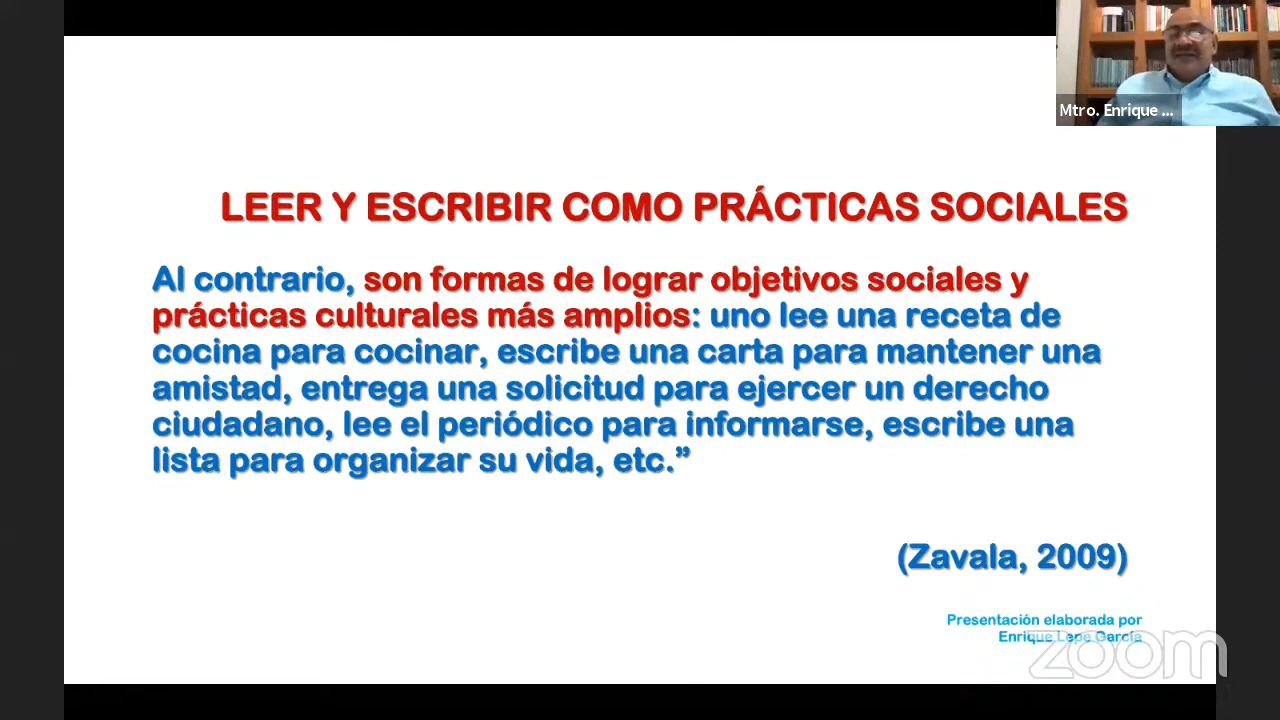 Mtro. Enrique ...
LEER Y ESCRIBIR COMO PRÁCTICAS SOCIALES
Al contrario, son formas de lograr objetivos sociales y
prácticas culturales más amplios: uno lee una receta de
cocina para cocinar, escribe una carta para mantener una
amistad, entrega una solicitud para ejercer un derecho
ciudadano, lee el periódico para informarse, escribe una
lista para organizar su vida, etc.”
(Zavala, 2009)
Presentación elaborada por
Enrique Lepe García
zoom